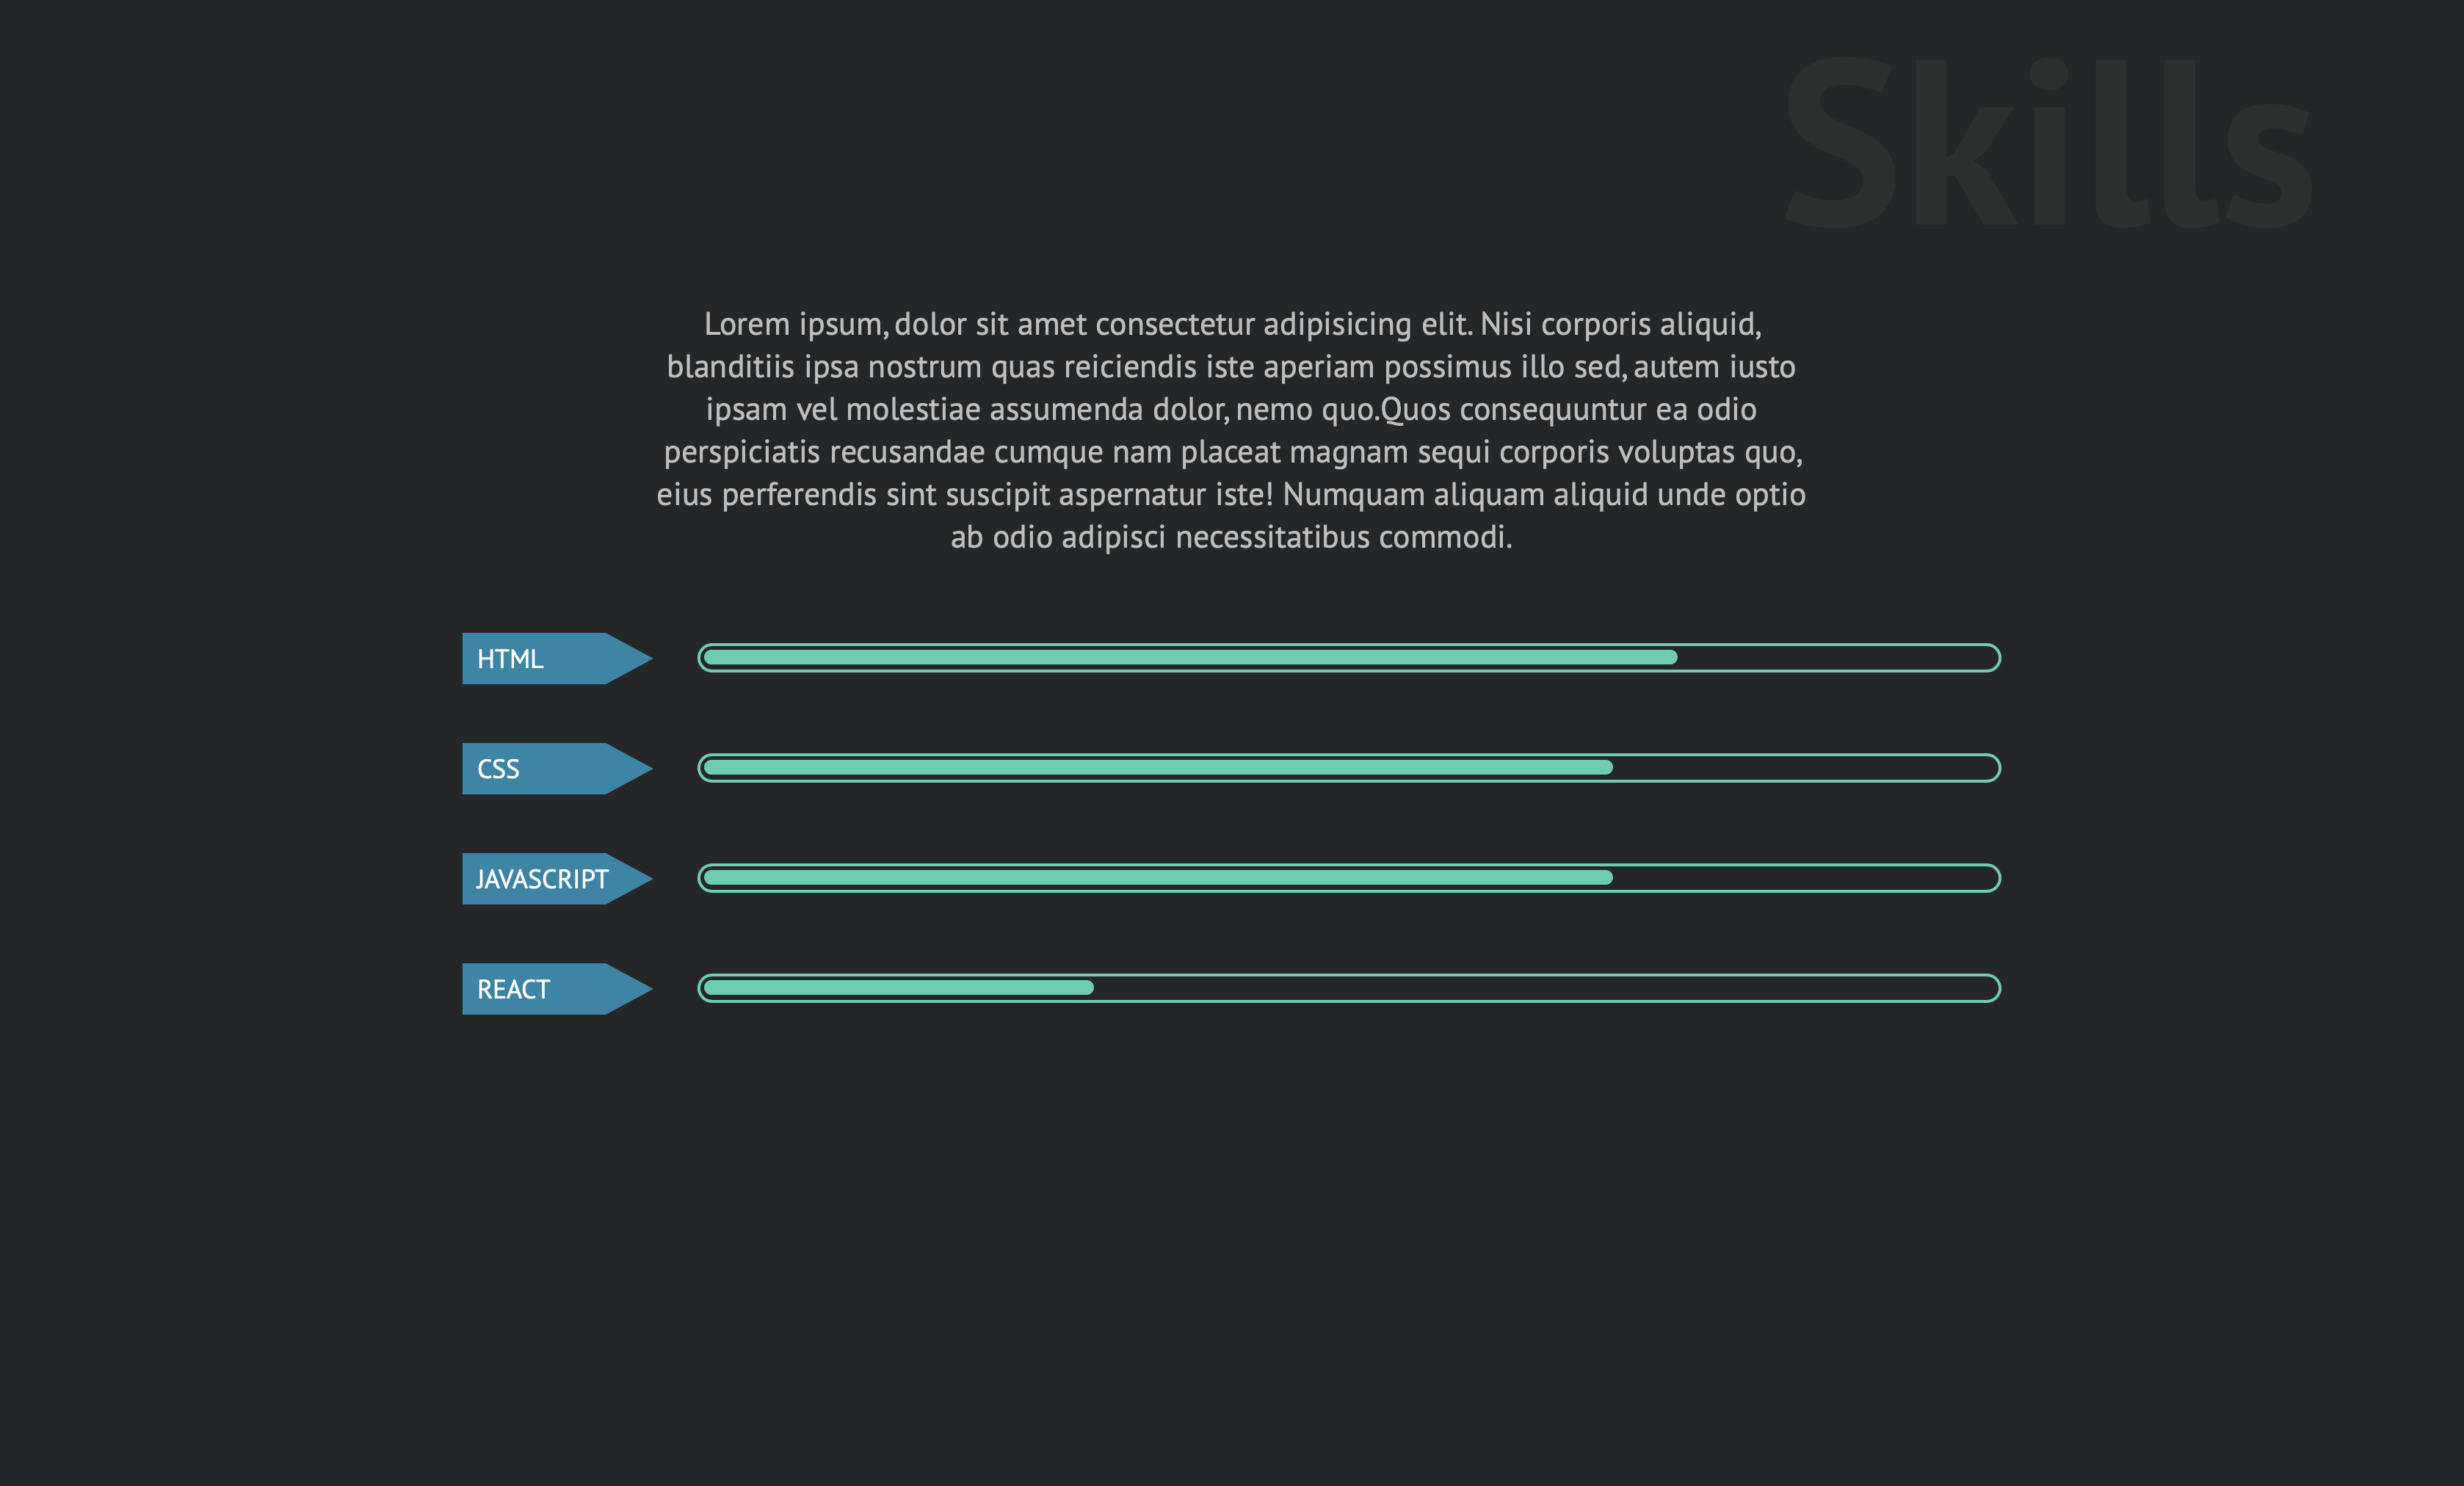 Skills
Lorem ipsum, dolor sit amet consectetur adipisicing elit. Nisi corporis aliquid,
blanditiis ipsa nostrum quas reiciendis iste aperiam possimus illo sed, autem iusto
ipsam vel molestiae assumenda dolor, nemo quo.Quos consequuntur ea odio
perspiciatis recusandae cumque nam placeat magnam sequi corporis voluptas quo,
eius perferendis sint suscipit aspernatur iste! Numquam aliquam aliquid unde optio
ab odio adipisci necessitatibus commodi.
HTML
CSS
JAVASCRIPT
REACT